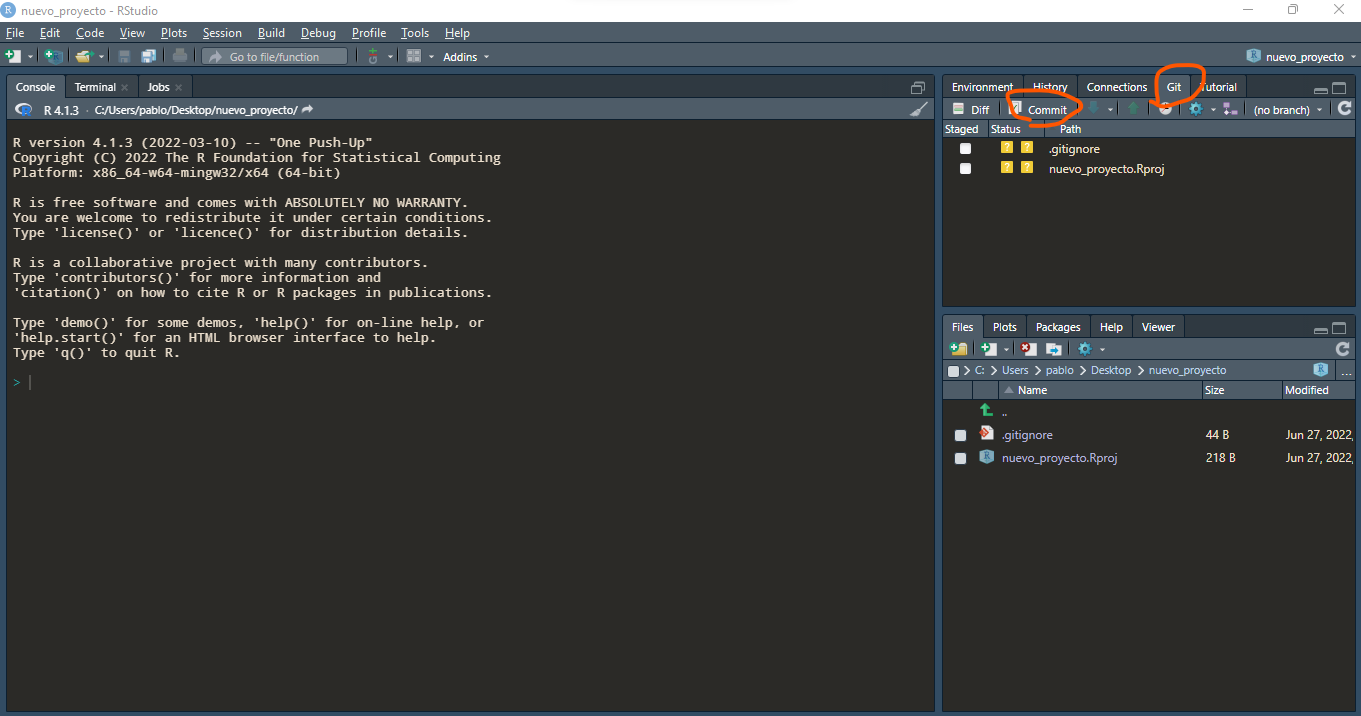 nuevo_proyecto - RStudio
File Edit Code View Plots Session Build Debug Profile Tools Help
Go to file/function Addins nuevo_proyecto
Console Terminal Jobs
R 4.1.3 · C:/Users/pablo/Desktop/nuevo_proyecto/
R version 4.1.3 (2022-03-10) -- "One Push-Up"
Copyright (C) 2022 The R Foundation for Statistical Computing
Platform: x86_64-w64-mingw32/x64 (64-bit)
R is free software and comes with ABSOLUTELY NO WARRANTY.
You are welcome to redistribute it under certain conditions.
Type 'license()' or 'licence()' for distribution details.
R is a collaborative project with many contributors.
Type 'contributors()' for more information and
'citation()' on how to cite R or R packages in publications.
Type 'demo()' for some demos, 'help()' for on-line help, or
'help.start()' for an HTML browser interface to help.
Type 'q()' to quit R.
>
Environment History Connections Git Tutorial
Diff Commit (no branch)
Staged Status Path
? ? .gitignore
? ? nuevo_proyecto.Rproj
Files Plots Packages Help Viewer
C: > Users > pablo > Desktop > nuevo_proyecto R ...
Name Size Modified
..
.gitignore 44 B Jun 27, 2022,
nuevo_proyecto.Rproj 218 B Jun 27, 2022,